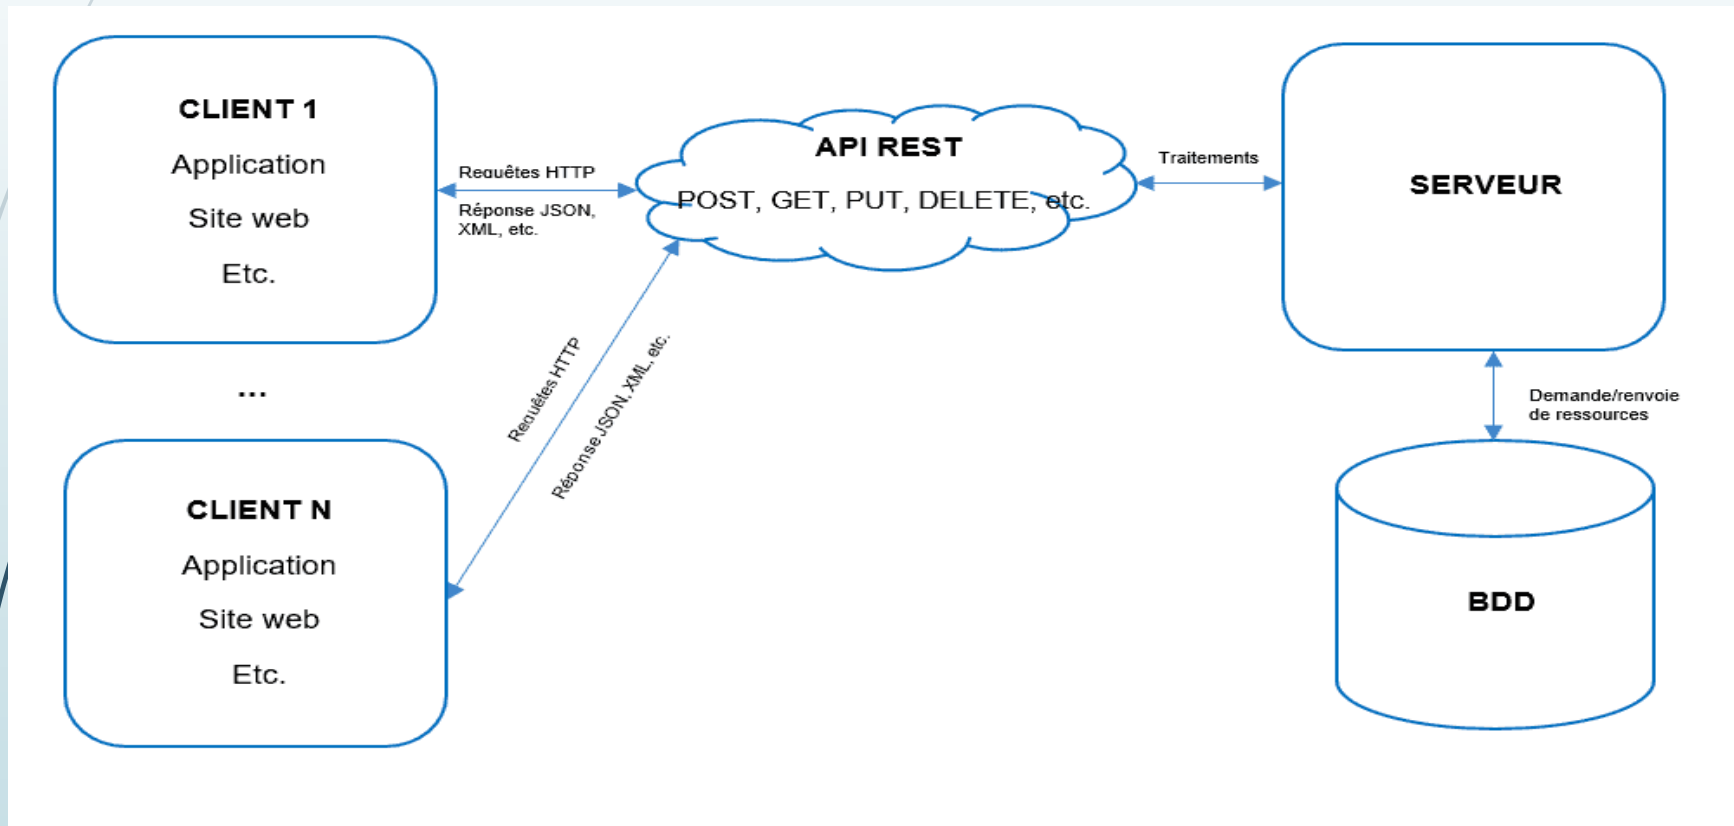 CLIENT 1
Application
Site web
Etc.
...
CLIENT N
Application
Site web
Etc.
Requêtes HTTP
Réponse JSON,
XML, etc.
Requêtes HTTP
Réponse JSON, XML, etc.
API REST
POST, GET, PUT, DELETE, etc.
Traitements
SERVEUR
Demande/renvoie
de ressources
BDD